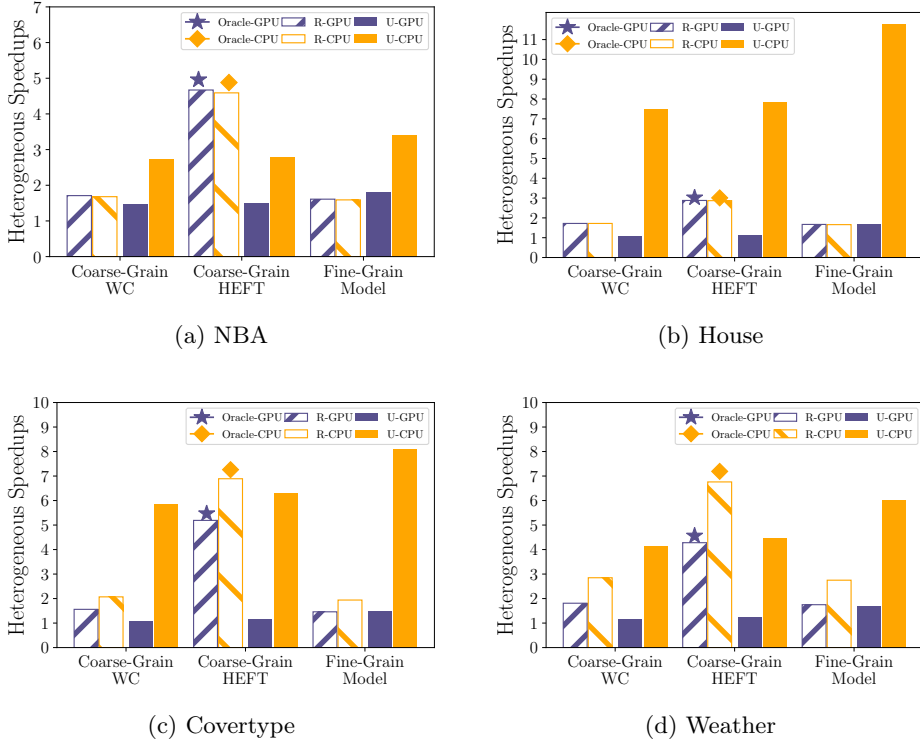 7
6
5
4
3
2
1
0
Heterogeneous Speedups
Oracle-GPU R-GPU U-GPU
Oracle-CPU R-CPU U-CPU
Coarse-Grain Coarse-Grain Fine-Grain
WC HEFT Model
(a) NBA
11
10
9
8
7
6
5
4
3
2
1
0
Heterogeneous Speedups
Oracle-GPU R-GPU U-GPU
Oracle-CPU R-CPU U-CPU
Coarse-Grain Coarse-Grain Fine-Grain
WC HEFT Model
(b) House
10
9
8
7
6
5
4
3
2
1
0
Heterogeneous Speedups
Oracle-GPU R-GPU U-GPU
Oracle-CPU R-CPU U-CPU
Coarse-Grain Coarse-Grain Fine-Grain
WC HEFT Model
(c) Covertype
10
9
8
7
6
5
4
3
2
1
0
Heterogeneous Speedups
Oracle-GPU R-GPU U-GPU
Oracle-CPU R-CPU U-CPU
Coarse-Grain Coarse-Grain Fine-Grain
WC HEFT Model
(d) Weather